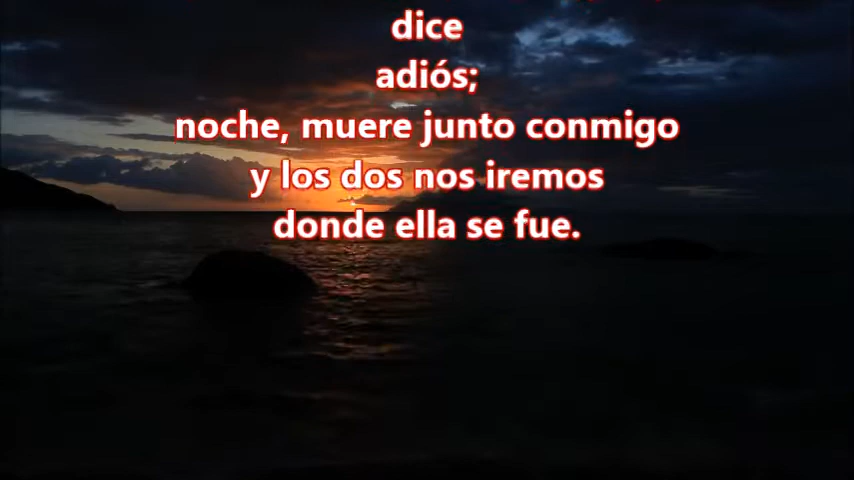 dice
adiós;
noche, muere junto conmigo
y los dos nos iremos
donde ella se fue.